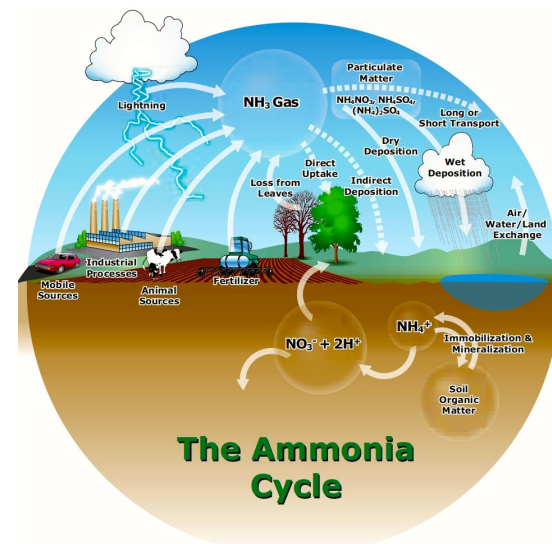 Lightning
NH₃ Gas
Particulate
Matter
NH₄NO₃, NH₄SO₄,
(NH₄)₂SO₄
Long or
Short Transport
Dry
Deposition
Wet
Deposition
Direct
Uptake
Indirect
Deposition
Loss from
Leaves
Air/
Water/Land
Exchange
Mobile
Sources
Industrial
Processes
Animal
Sources
Fertilizer
NO₃⁻ + 2H⁺
NH₄⁺
Immobilization &
Mineralization
Soil
Organic
Matter
The Ammonia
Cycle